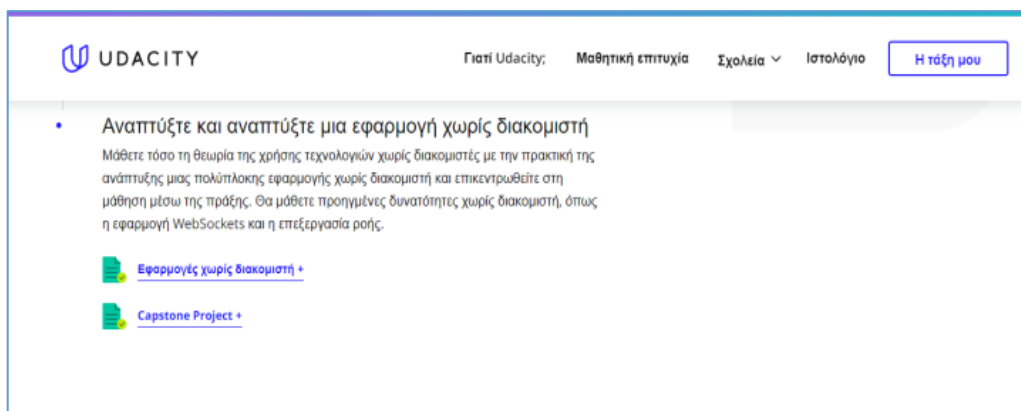 UDACITY
Γιατί Udacity; Μαθητική επιτυχία Σχολεία Ιστολόγιο Η τάξη μου
Αναπτύξτε και αναπτύξτε μια εφαρμογή χωρίς διακομιστή
Μάθετε τόσο τη θεωρία της χρήσης τεχνολογιών χωρίς διακομιστές με την πρακτική της
ανάπτυξης μιας πολύπλοκης εφαρμογής χωρίς διακομιστή και επικεντρωθείτε στη
μάθηση μέσω της πράξης. Θα μάθετε προηγμένες δυνατότητες χωρίς διακομιστή, όπως
η εφαρμογή WebSockets και η επεξεργασία ροής.
Εφαρμογές χωρίς διακομιστή +
Capstone Project +